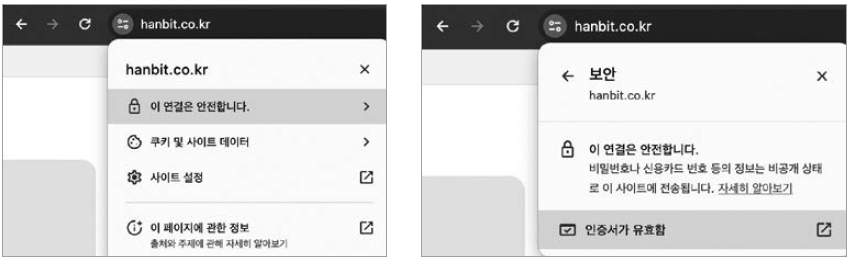 hanbit.co.kr
hanbit.co.kr
이 연결은 안전합니다.
쿠키 및 사이트 데이터
사이트 설정
이 페이지에 관한 정보
출처와 주제에 관해 자세히 알아보기
hanbit.co.kr
보안
hanbit.co.kr
이 연결은 안전합니다.
비밀번호나 신용카드 번호 등의 정보는 비공개 상태
로 이 사이트에 전송됩니다. 자세히 알아보기
인증서가 유효함